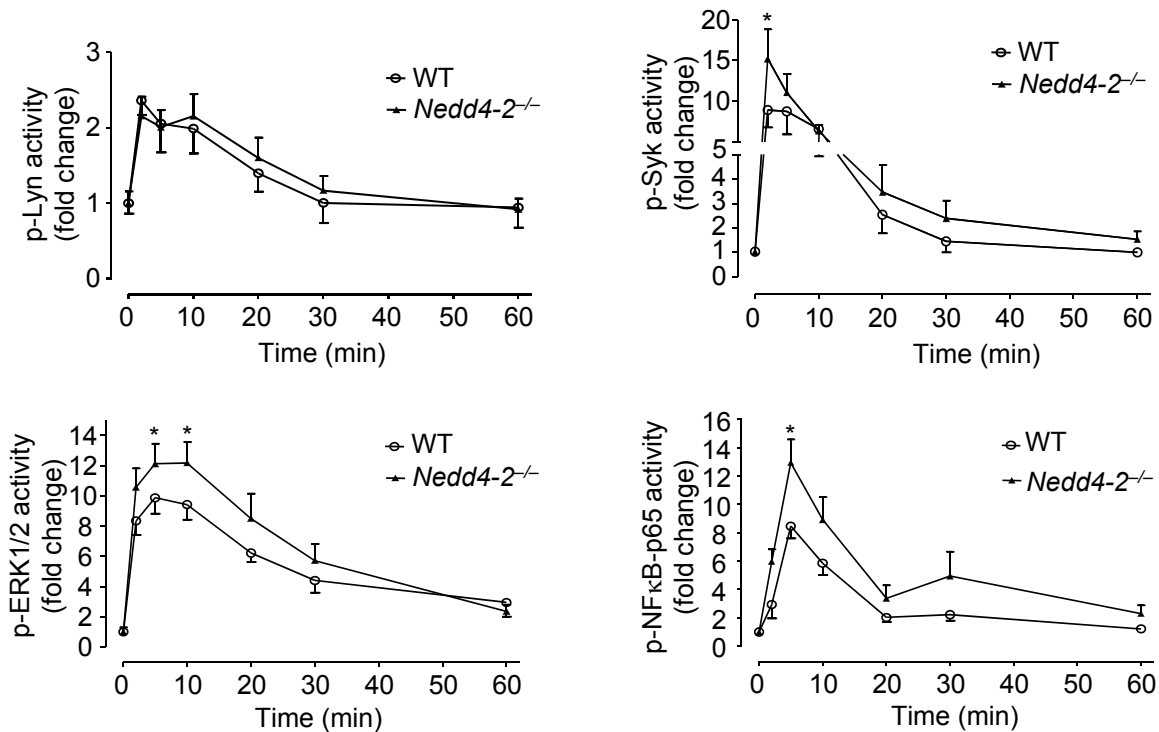 p-Lyn activity
(fold change)
3
2
1
0
WT
Nedd4-2–/–
0 10 20 30 40 50 60
Time (min)
p-Syk activity
(fold change)
20
15
10
5
5
4
3
2
1
0
*
WT
Nedd4-2–/–
0 10 20 30 40 50 60
Time (min)
p-ERK1/2 activity
(fold change)
14
12
10
8
6
4
2
0
* *
WT
Nedd4-2–/–
0 10 20 30 40 50 60
Time (min)
p-NFκB-p65 activity
(fold change)
16
14
12
10
8
6
4
2
0
*
WT
Nedd4-2–/–
0 10 20 30 40 50 60
Time (min)